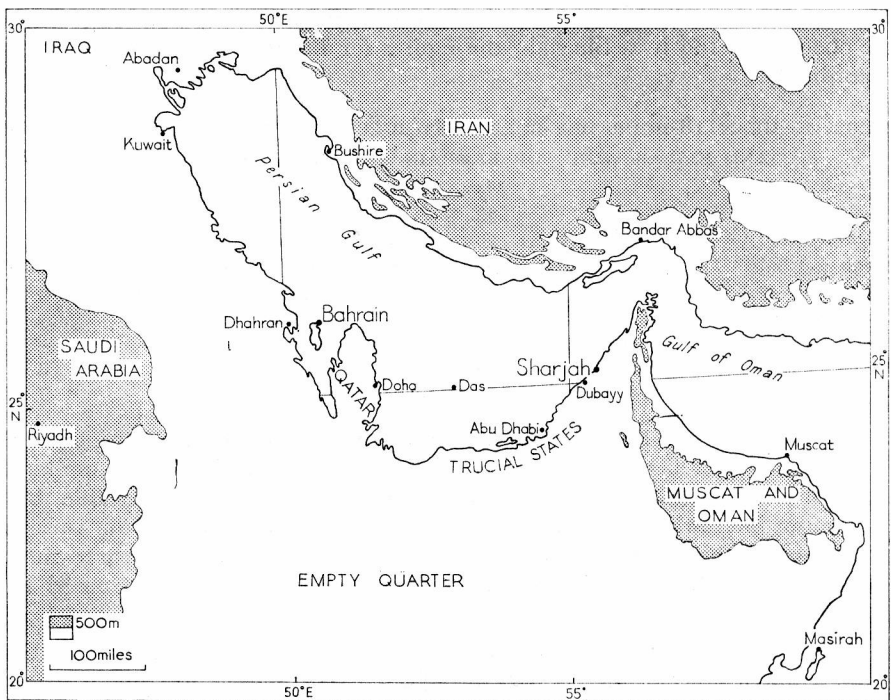 50°E
55°
30°
30°
IRAQ
Abadan
IRAN
Kuwait
Bushire
Persian
Gulf
Bandar Abbas
Dhahran
Bahrain
SAUDI
ARABIA
Gulf of Oman
Sharjah
25
N
QATAR
Doha
Das
Dubayy
25
N
Riyadh
Abu Dhabi
TRUCIAL STATES
Muscat
MUSCAT AND
OMAN
EMPTY QUARTER
500m
100miles
Masirah
20
50°E
55°
20